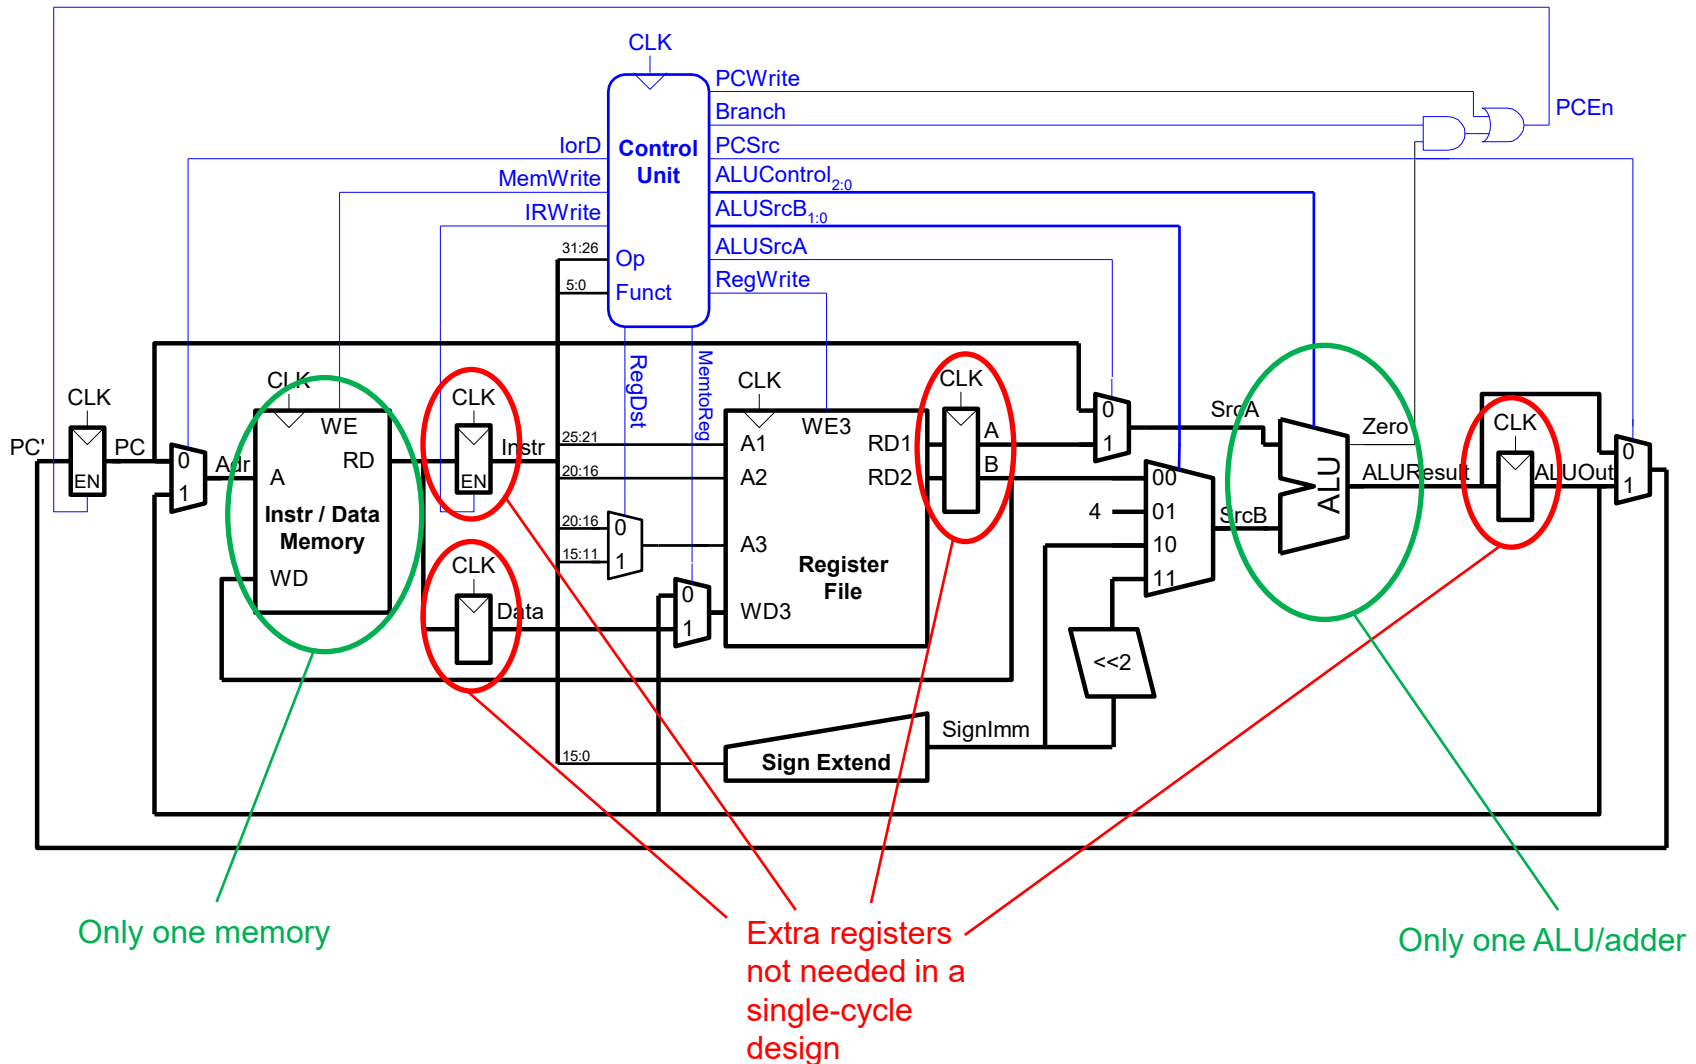 CLK
PCWrite
Branch
PCEn
IorD
Control
Unit
PCSrc
MemWrite
ALUControl2:0
IRWrite
ALUSrcB1:0
31:26
Op
ALUSrcA
5:0
Funct
RegWrite
RegDst
MemtoReg
CLK
CLK
CLK
CLK
CLK
CLK
PC'
PC
EN
0
1
Adr
WE
A
RD
Instr / Data
Memory
WD
EN
Instr
CLK
Data
25:21
20:16
20:16
15:11
0
1
0
1
A1
A2
A3
WD3
WE3
RD1
RD2
Register
File
A
B
0
1
SrcA
4
00
01
10
11
SrcB
<<2
ALU
Zero
ALUResult
ALUOut
0
1
15:0
Sign Extend
SignImm
Only one memory
Extra registers
not needed in a
single-cycle
design
Only one ALU/adder